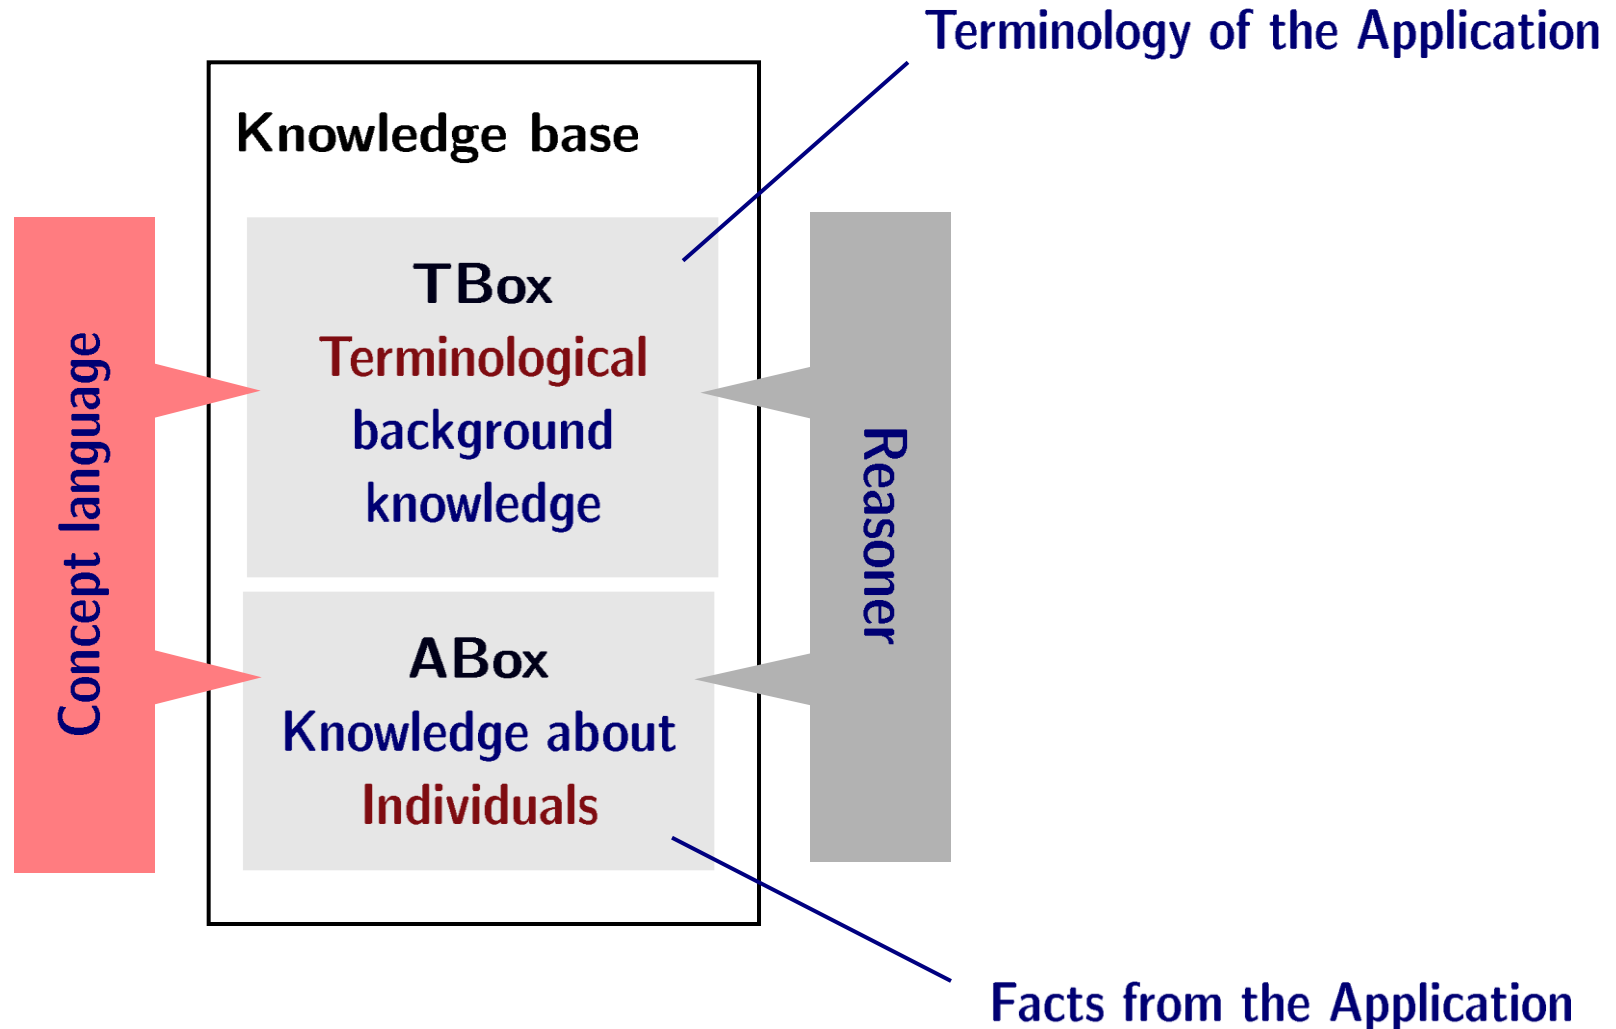 Terminology of the Application
Knowledge base
TBox
Terminological
background
knowledge
ABox
Knowledge about
Individuals
Concept language
Reasoner
Facts from the Application